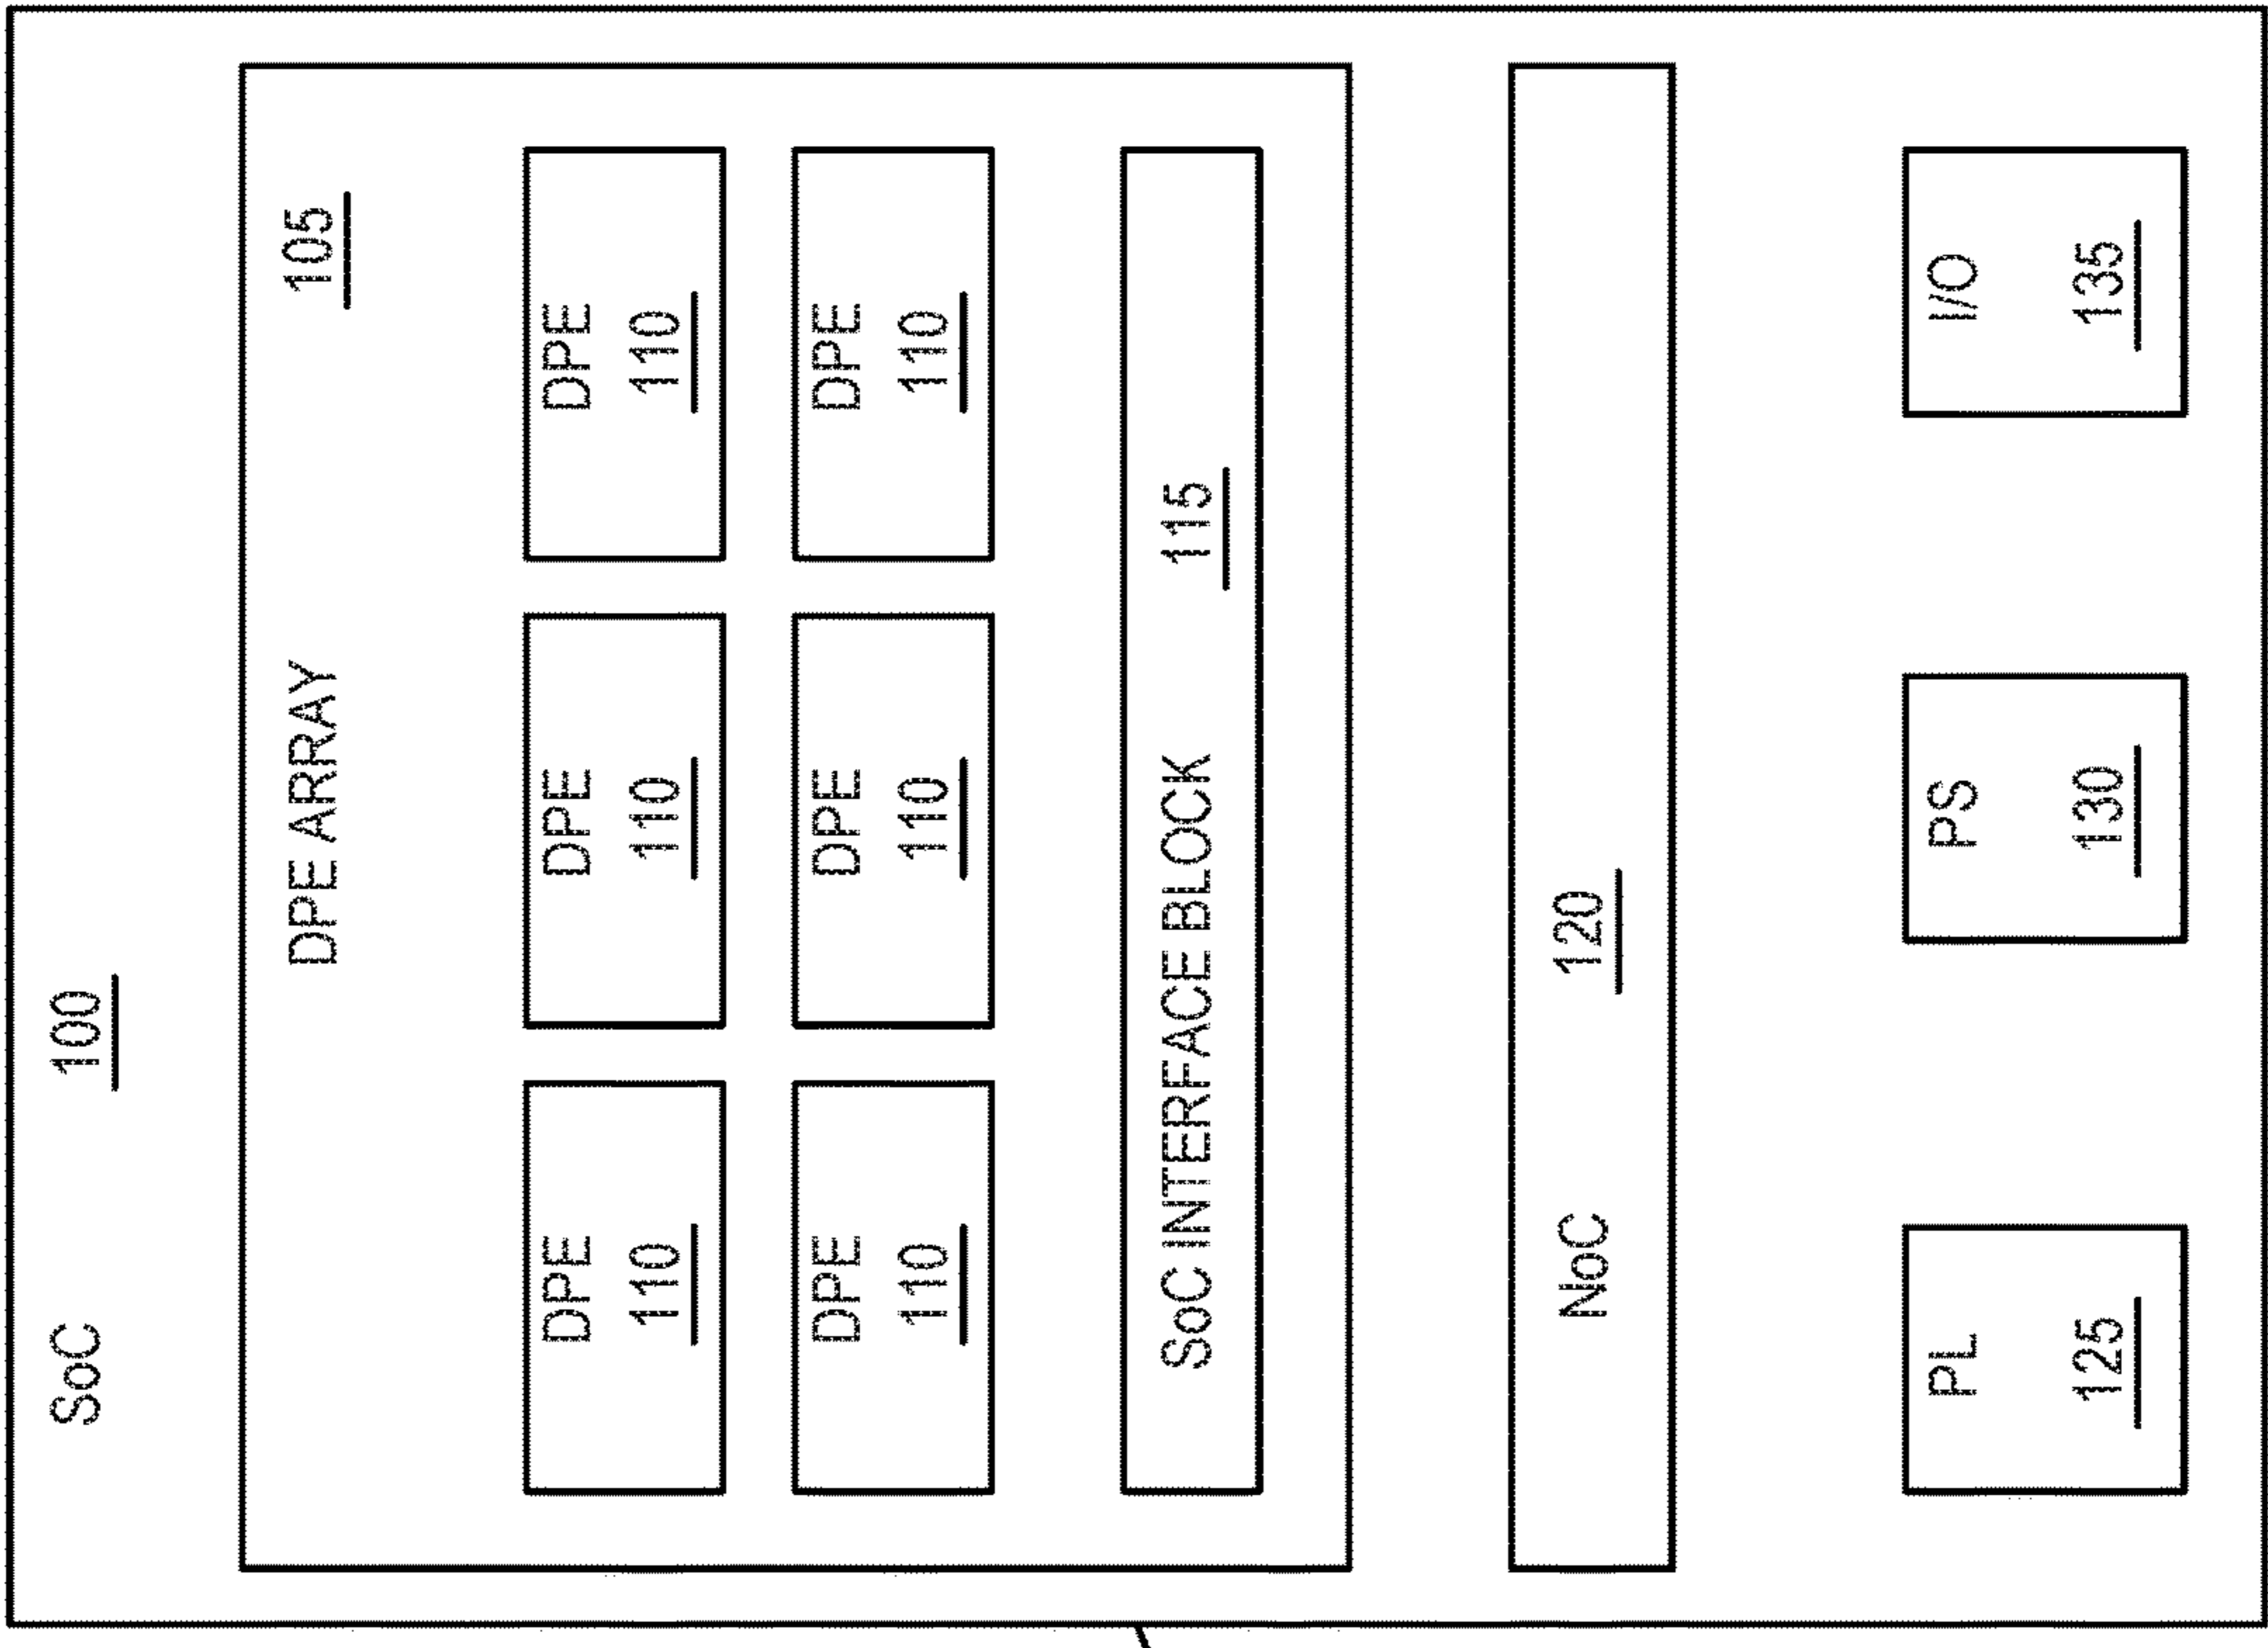 SoC 100
DPE ARRAY 105
DPE DPE DPE
110 110 110
DPE DPE DPE
110 110 110
SoC INTERFACE BLOCK 115
NoC 120
PL PS I/O
125 130 135